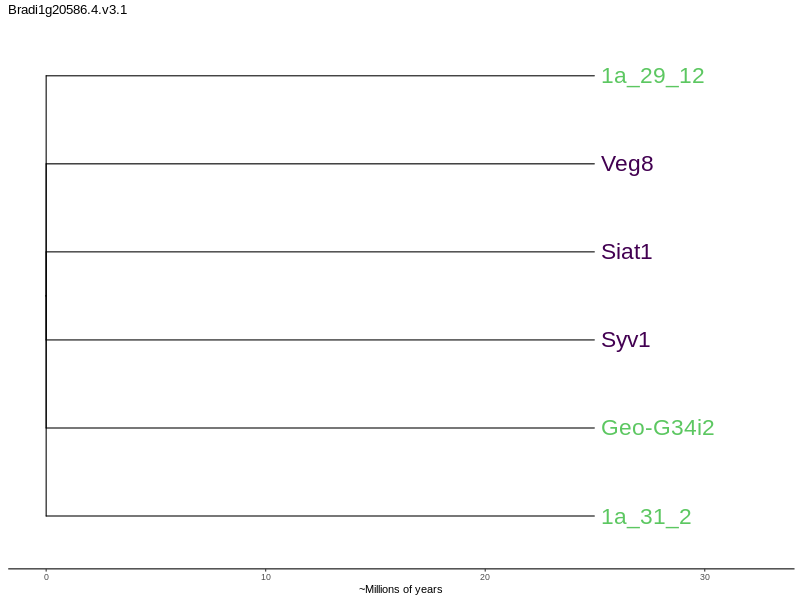 Bradi1g20586.4.v3.1
1a_29_12
Veg8
Siat1
Syv1
Geo-G34i2
1a_31_2
0 10 20 30
~Millions of years